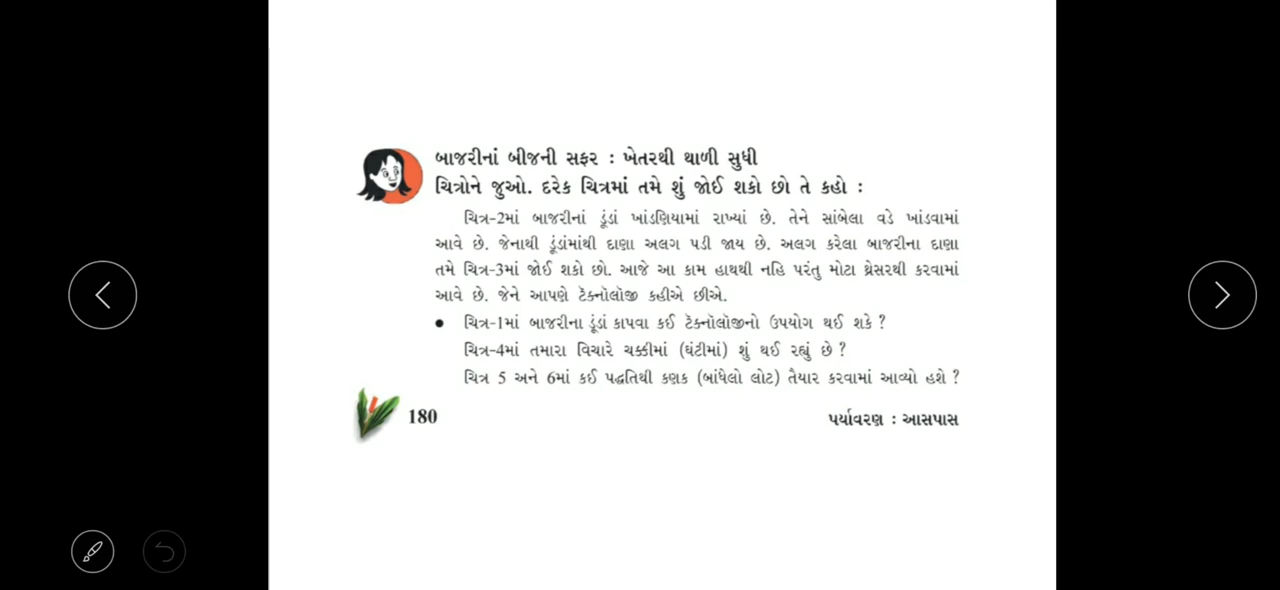 બાજરીનાં બીજની સફર : ખેતરથી થાળી સુધી
ચિત્રોને જુઓ. દરેક ચિત્રમાં તમે શું જોઈ શકો છો તે કહો :
ચિત્ર-2માં બાજરીનાં ડૂંડાં ખાંડણિયામાં રાખ્યાં છે. તેને સાંબેલા વડે ખાંડવામાં
આવે છે. જેનાથી ડૂંડાંમાંથી દાણા અલગ પડી જાય છે. અલગ કરેલા બાજરીના દાણા
તમે ચિત્ર-3માં જોઈ શકો છો. આજે આ કામ હાથથી નહિ પરંતુ મોટા થ્રેસરથી કરવામાં
આવે છે. જેને આપણે ટૅક્નૉલૉજી કહીએ છીએ.
● ચિત્ર-1માં બાજરીના ડૂંડાં કાપવા કઈ ટૅક્નૉલૉજીનો ઉપયોગ થઈ શકે ?
ચિત્ર-4માં તમારા વિચારે ચક્કીમાં (ઘંટીમાં) શું થઈ રહ્યું છે ?
ચિત્ર 5 અને 6માં કઈ પદ્ધતિથી કણક (બાંધેલો લોટ) તૈયાર કરવામાં આવ્યો હશે ?
180 પર્યાવરણ : આસપાસ